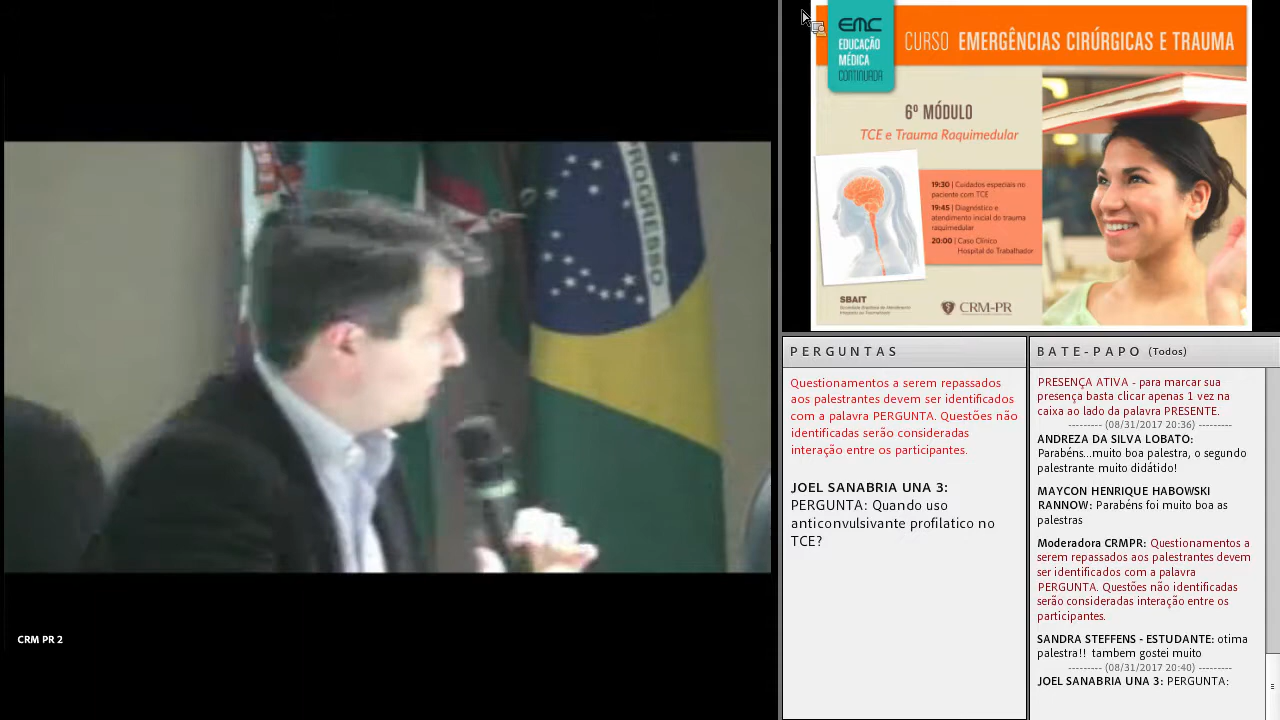 PROGRESSO
CRM PR 2
EMC
EDUCAÇÃO
MÉDICA
CONTINUADA
CURSO EMERGÊNCIAS CIRÚRGICAS E TRAUMA
6º MÓDULO
TCE e Trauma Raquimedular
19:30 | Cuidados especiais no
paciente com TCE
19:45 | Diagnóstico e
atendimento inicial do trauma
raquimedular
20:00 | Caso Clínico
Hospital do Trabalhador
SBAIT
CRM-PR
PERGUNTAS
Questionamentos a serem repassados
aos palestrantes devem ser identificados
com a palavra PERGUNTA. Questões não
identificadas serão consideradas
interação entre os participantes.
JOEL SANABRIA UNA 3:
PERGUNTA: Quando uso
anticonvulsivante profilatico no
TCE?
BATE-PAPO (Todos)
PRESENÇA ATIVA - para marcar sua
presença basta clicar apenas 1 vez na
caixa ao lado da palavra PRESENTE.
--------- (08/31/2017 20:36) ---------
ANDREZA DA SILVA LOBATO:
Parabéns...muito boa palestra, o segundo
palestrante muito didátido!
MAYCON HENRIQUE HABOWSKI
RANNOW: Parabéns foi muito boa as
palestras
Moderadora CRMPR: Questionamentos a
serem repassados aos palestrantes devem
ser identificados com a palavra
PERGUNTA. Questões não identificadas
serão consideradas interação entre os
participantes.
SANDRA STEFFENS - ESTUDANTE: otima
palestra!! tambem gostei muito
--------- (08/31/2017 20:40) ---------
JOEL SANABRIA UNA 3: PERGUNTA: